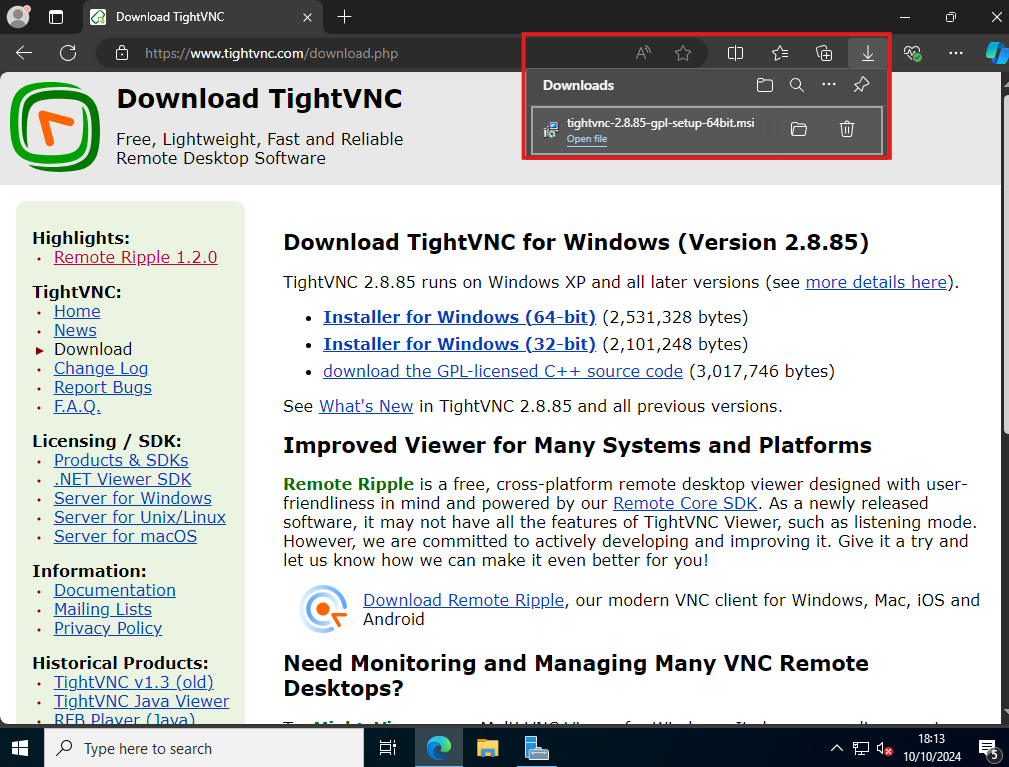 Download TightVNC
https://www.tightvnc.com/download.php
Downloads
tightvnc-2.8.85-gpl-setup-64bit.msi
Open file
Download TightVNC
Free, Lightweight, Fast and Reliable
Remote Desktop Software
Highlights:
Remote Ripple 1.2.0
TightVNC:
Home
News
Download
Change Log
Report Bugs
F.A.Q.
Licensing / SDK:
Products & SDKs
.NET Viewer SDK
Server for Windows
Server for Unix/Linux
Server for macOS
Information:
Documentation
Mailing Lists
Privacy Policy
Historical Products:
TightVNC v1.3 (old)
TightVNC Java Viewer
RFB Player (Java)
Download TightVNC for Windows (Version 2.8.85)
TightVNC 2.8.85 runs on Windows XP and all later versions (see more details here).
Installer for Windows (64-bit) (2,531,328 bytes)
Installer for Windows (32-bit) (2,101,248 bytes)
download the GPL-licensed C++ source code (3,017,746 bytes)
See What's New in TightVNC 2.8.85 and all previous versions.
Improved Viewer for Many Systems and Platforms
Remote Ripple is a free, cross-platform remote desktop viewer designed with user-
friendliness in mind and powered by our Remote Core SDK. As a newly released
software, it may not have all the features of TightVNC Viewer, such as listening mode.
However, we are committed to actively developing and improving it. Give it a try and
let us know how we can make it even better for you!
Download Remote Ripple, our modern VNC client for Windows, Mac, iOS and
Android
Need Monitoring and Managing Many VNC Remote
Desktops?
Type here to search
18:13
10/10/2024
5